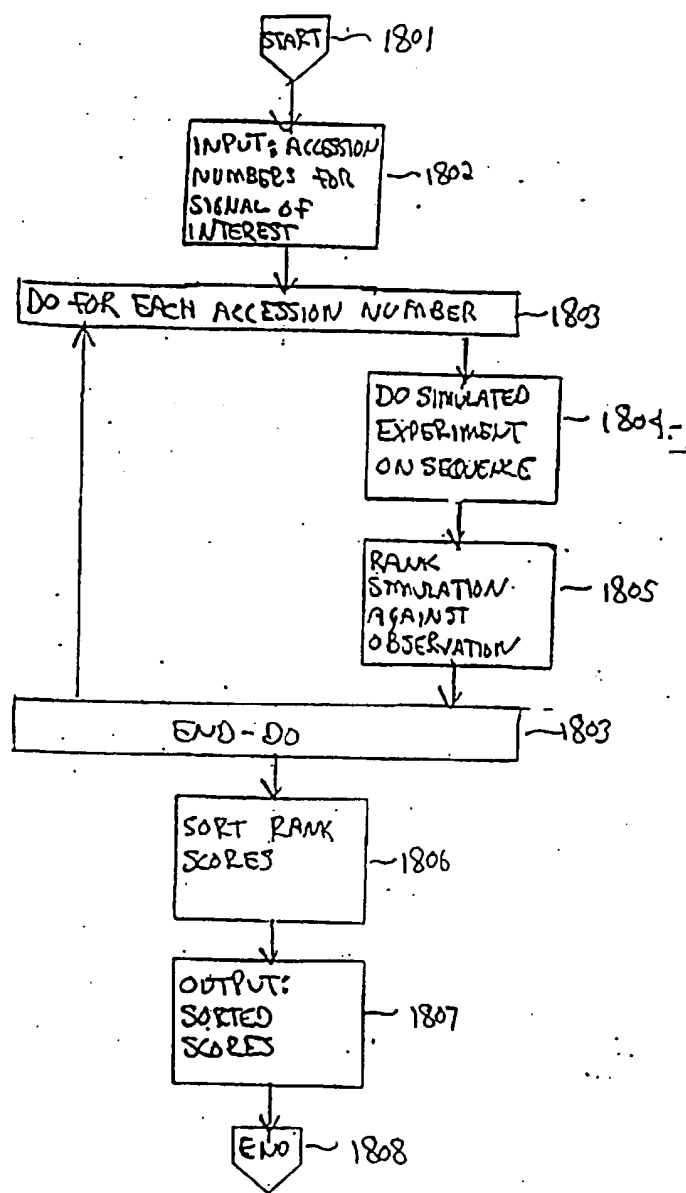 START 1801
INPUT: ACCESSION
NUMBERS FOR
SIGNAL OF
INTEREST
1802
DO FOR EACH ACCESSION NUMBER 1803
DO SIMULATED
EXPERIMENT
ON SEQUENCE
1804
RANK
SIMULATION
AGAINST
OBSERVATION
1805
END-DO 1803
SORT RANK
SCORES
1806
OUTPUT:
SORTED
SCORES
1807
END 1808